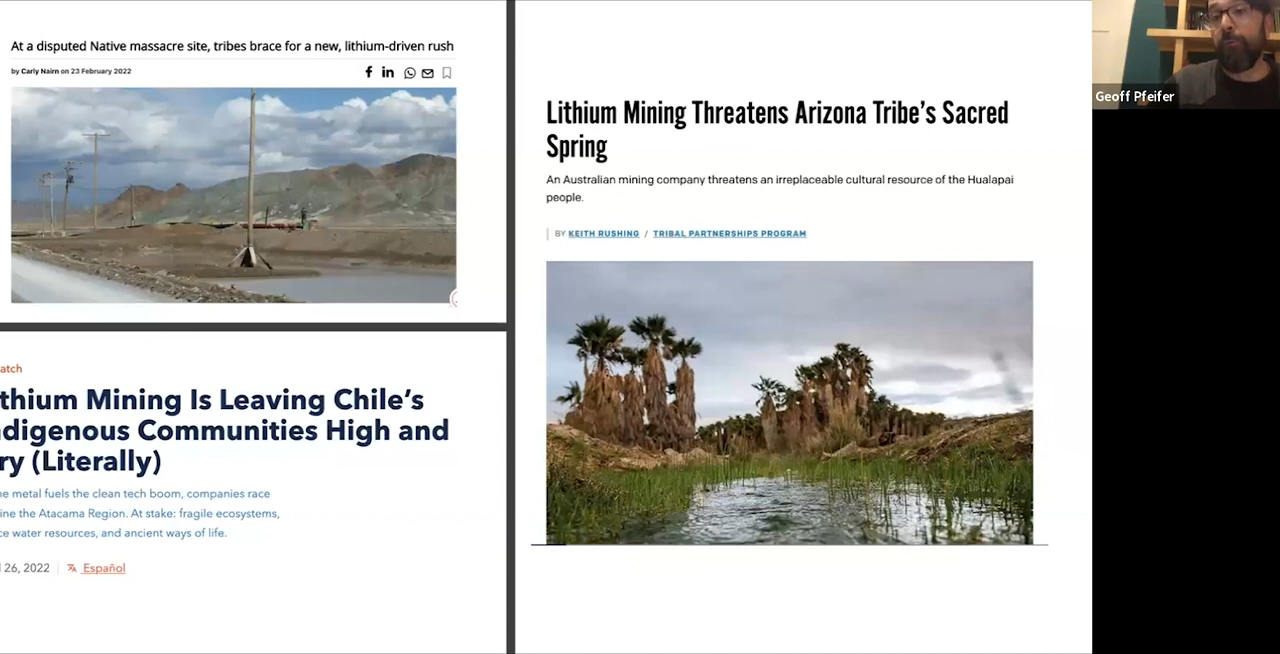 At a disputed Native massacre site, tribes brace for a new, lithium-driven rush
by Carly Nairn on 23 February 2022
atch
thium Mining Is Leaving Chile's
digenous Communities High and
ry (Literally)
e metal fuels the clean tech boom, companies race
ine the Atacama Region. At stake: fragile ecosystems,
ce water resources, and ancient ways of life.
26, 2022 | Español
Lithium Mining Threatens Arizona Tribe's Sacred
Spring
An Australian mining company threatens an irreplaceable cultural resource of the Hualapai
people.
BY KEITH RUSHING / TRIBAL PARTNERSHIPS PROGRAM
Geoff Pfeifer